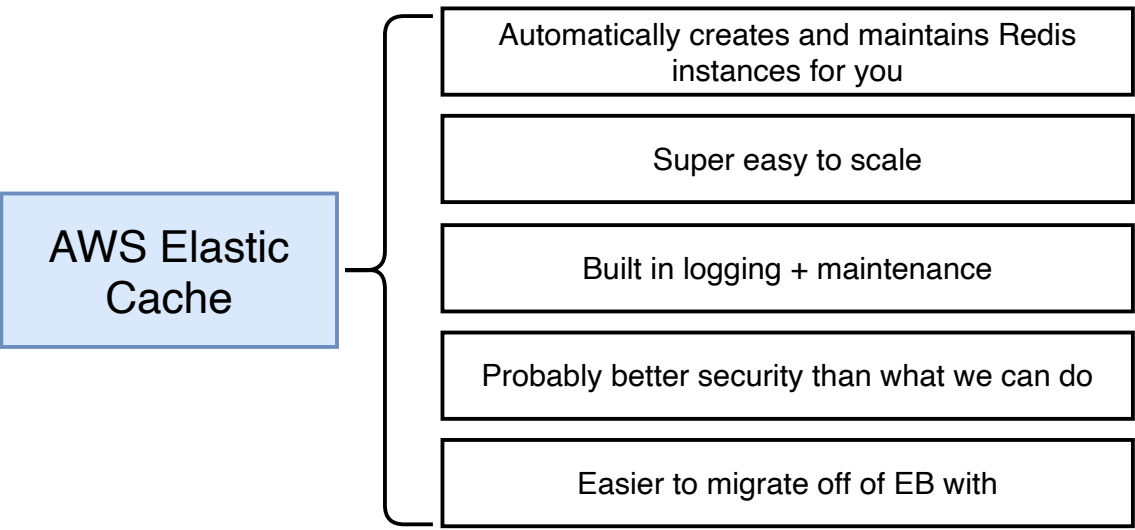 AWS Elastic
Cache
Automatically creates and maintains Redis
instances for you
Super easy to scale
Built in logging + maintenance
Probably better security than what we can do
Easier to migrate off of EB with